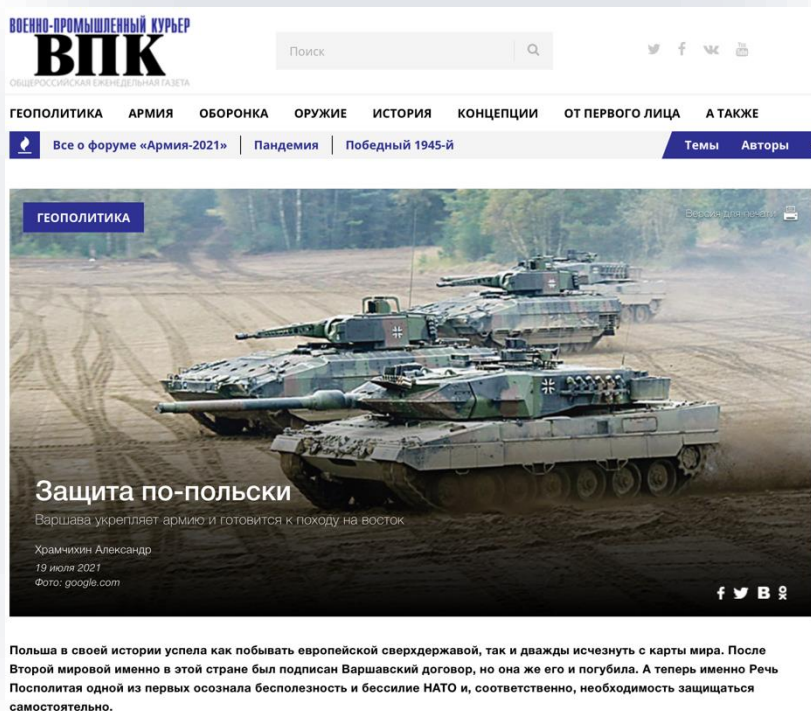 ВОЕННО-ПРОМЫШЛЕННЫЙ КУРЬЕР
ВПК
ОБЩЕРОССИЙСКАЯ ЕЖЕНЕДЕЛЬНАЯ ГАЗЕТА
Поиск
ГЕОПОЛИТИКА АРМИЯ ОБОРОНКА ОРУЖИЕ ИСТОРИЯ КОНЦЕПЦИИ ОТ ПЕРВОГО ЛИЦА А ТАКЖЕ
Все о форуме «Армия-2021» Пандемия Победный 1945-й Темы Авторы
ГЕОПОЛИТИКА
Версия для печати
Защита по-польски
Варшава укрепляет армию и готовится к походу на восток
Храмчихин Александр
19 июля 2021
Фото: google.com
Польша в своей истории успела как побывать европейской сверхдержавой, так и дважды исчезнуть с карты мира. После
Второй мировой именно в этой стране был подписан Варшавский договор, но она же его и погубила. А теперь именно Речь
Посполитая одной из первых осознала бесполезность и бессилие НАТО и, соответственно, необходимость защищаться
самостоятельно.